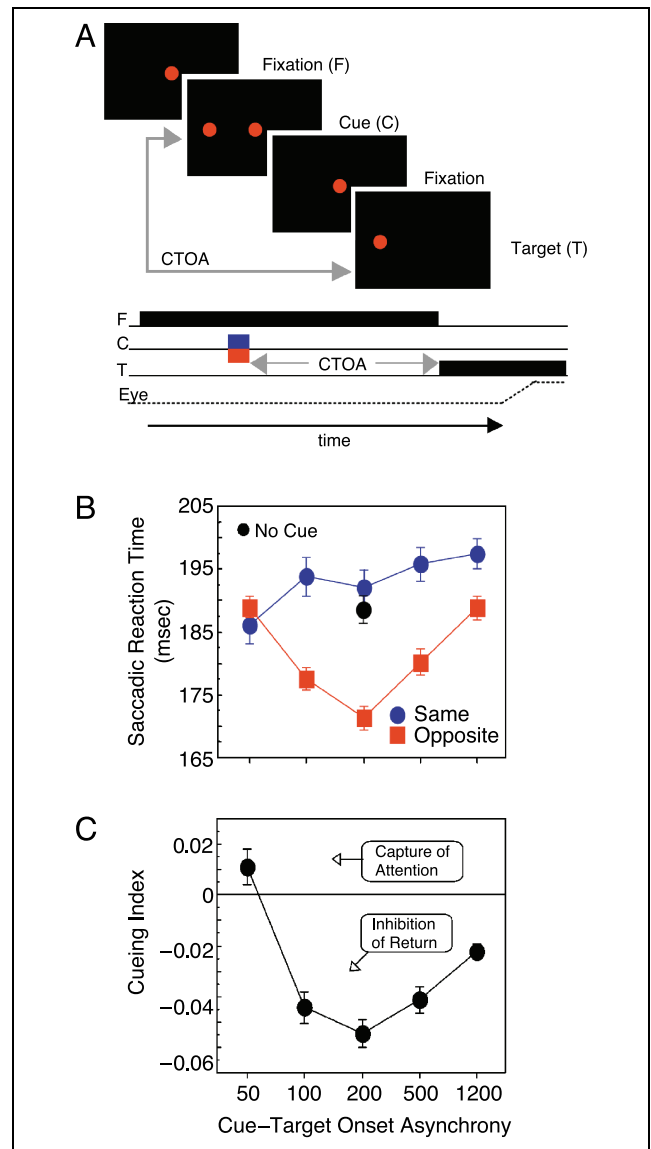 A
Fixation (F)
Cue (C)
Fixation
Target (T)
CTOA
F
C
CTOA
T
Eye
time
B
205
195
185
175
165
Saccadic Reaction Time
(msec)
No Cue
Same
Opposite
C
0.02
0
−0.02
−0.04
−0.06
Cueing Index
Capture of
Attention
Inhibition
of Return
50 100 200 500 1200
Cue–Target Onset Asynchrony